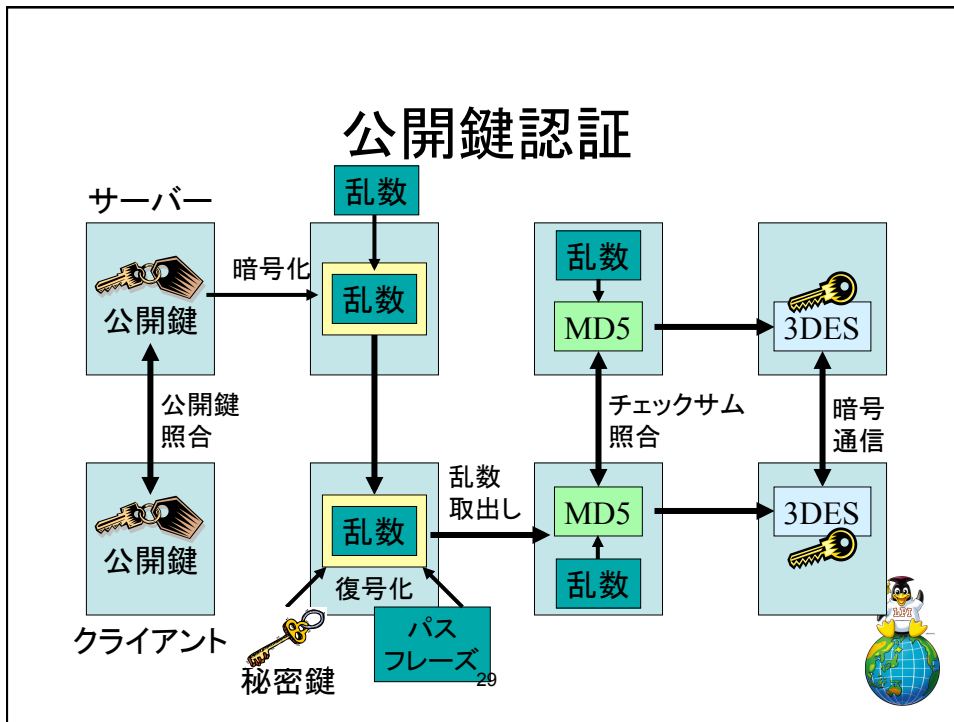 公開鍵認証
サーバー
乱数
公開鍵
暗号化
乱数
乱数
MD5
3DES
公開鍵
照合
チェックサム
照合
暗号
通信
公開鍵
乱数
復号化
乱数
取出し
MD5
乱数
3DES
クライアント
秘密鍵
パス
フレーズ
29
LPI